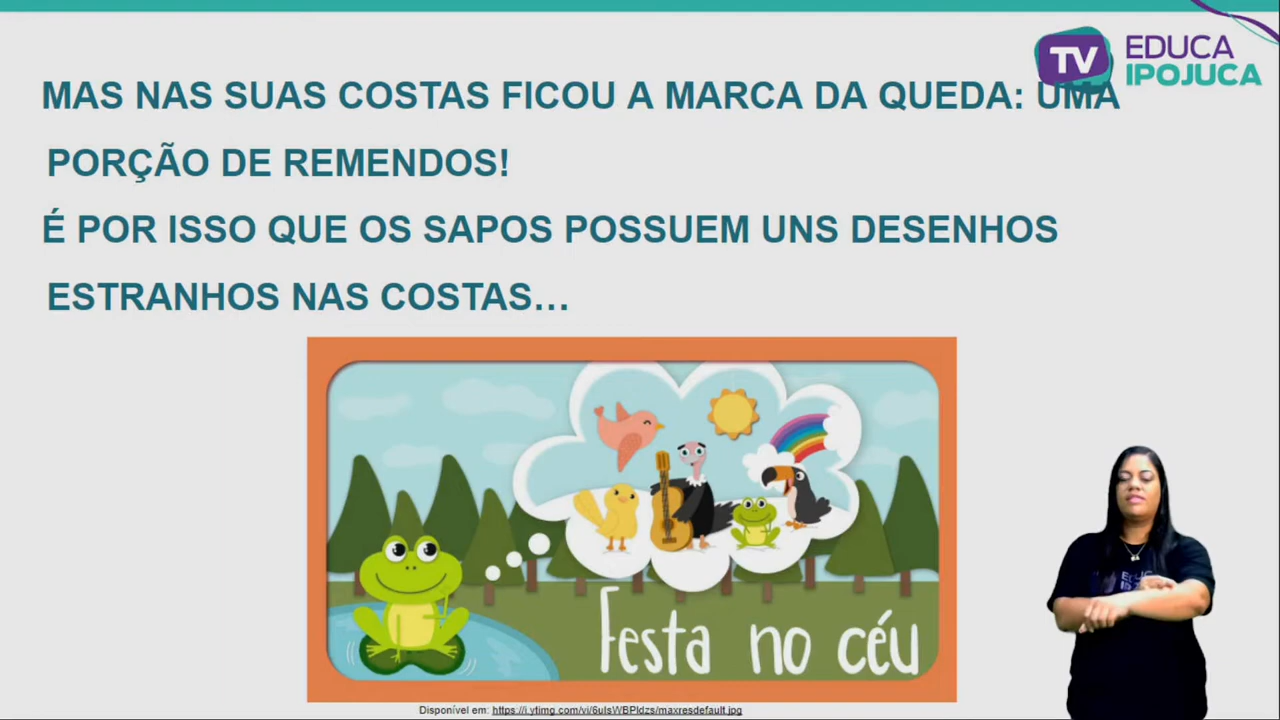 TV EDUCA
IPOJUCA
MAS NAS SUAS COSTAS FICOU A MARCA DA QUEDA: UMA
PORÇÃO DE REMENDOS!
É POR ISSO QUE OS SAPOS POSSUEM UNS DESENHOS
ESTRANHOS NAS COSTAS...
Festa no céu
EDUCA
Disponível em: https://i.ytimg.com/vi/6uIsWBPldzs/maxresdefault.jpg